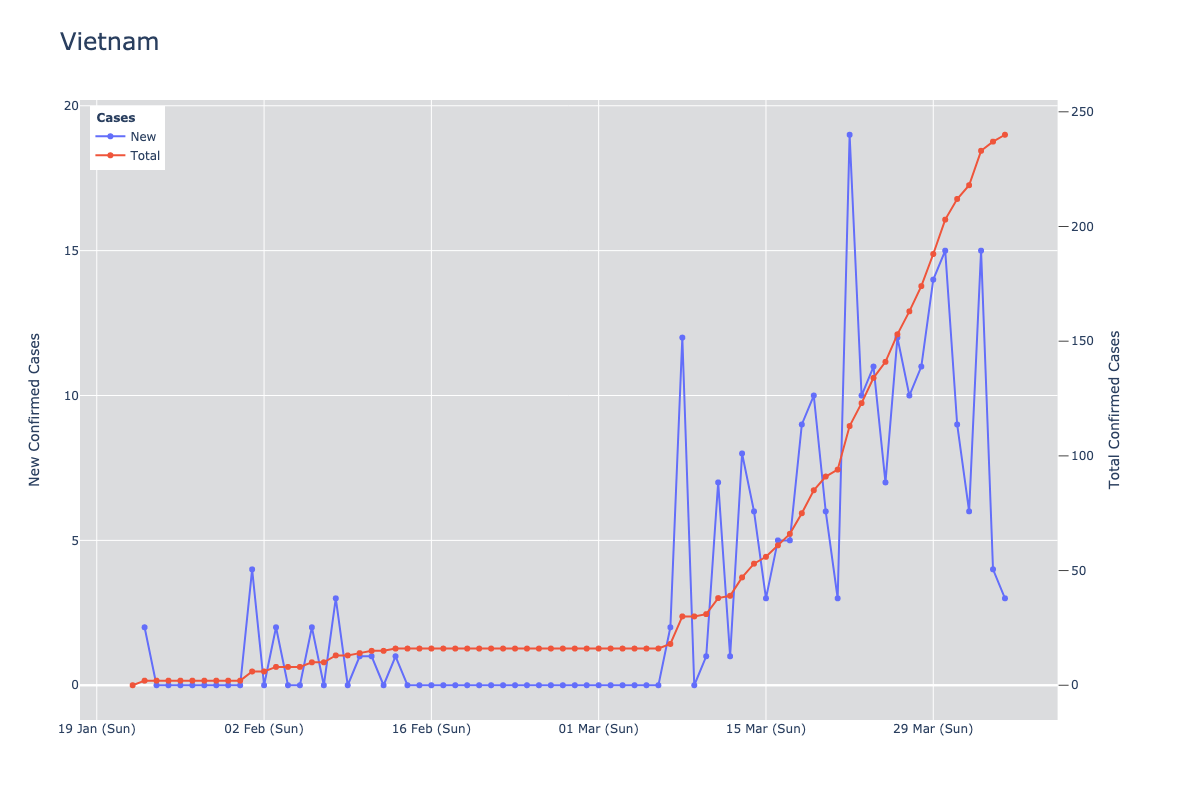 Vietnam
Cases
New
Total
20
15
10
5
0
250
200
150
100
50
0
New Confirmed Cases
Total Confirmed Cases
19 Jan (Sun)
02 Feb (Sun)
16 Feb (Sun)
01 Mar (Sun)
15 Mar (Sun)
29 Mar (Sun)